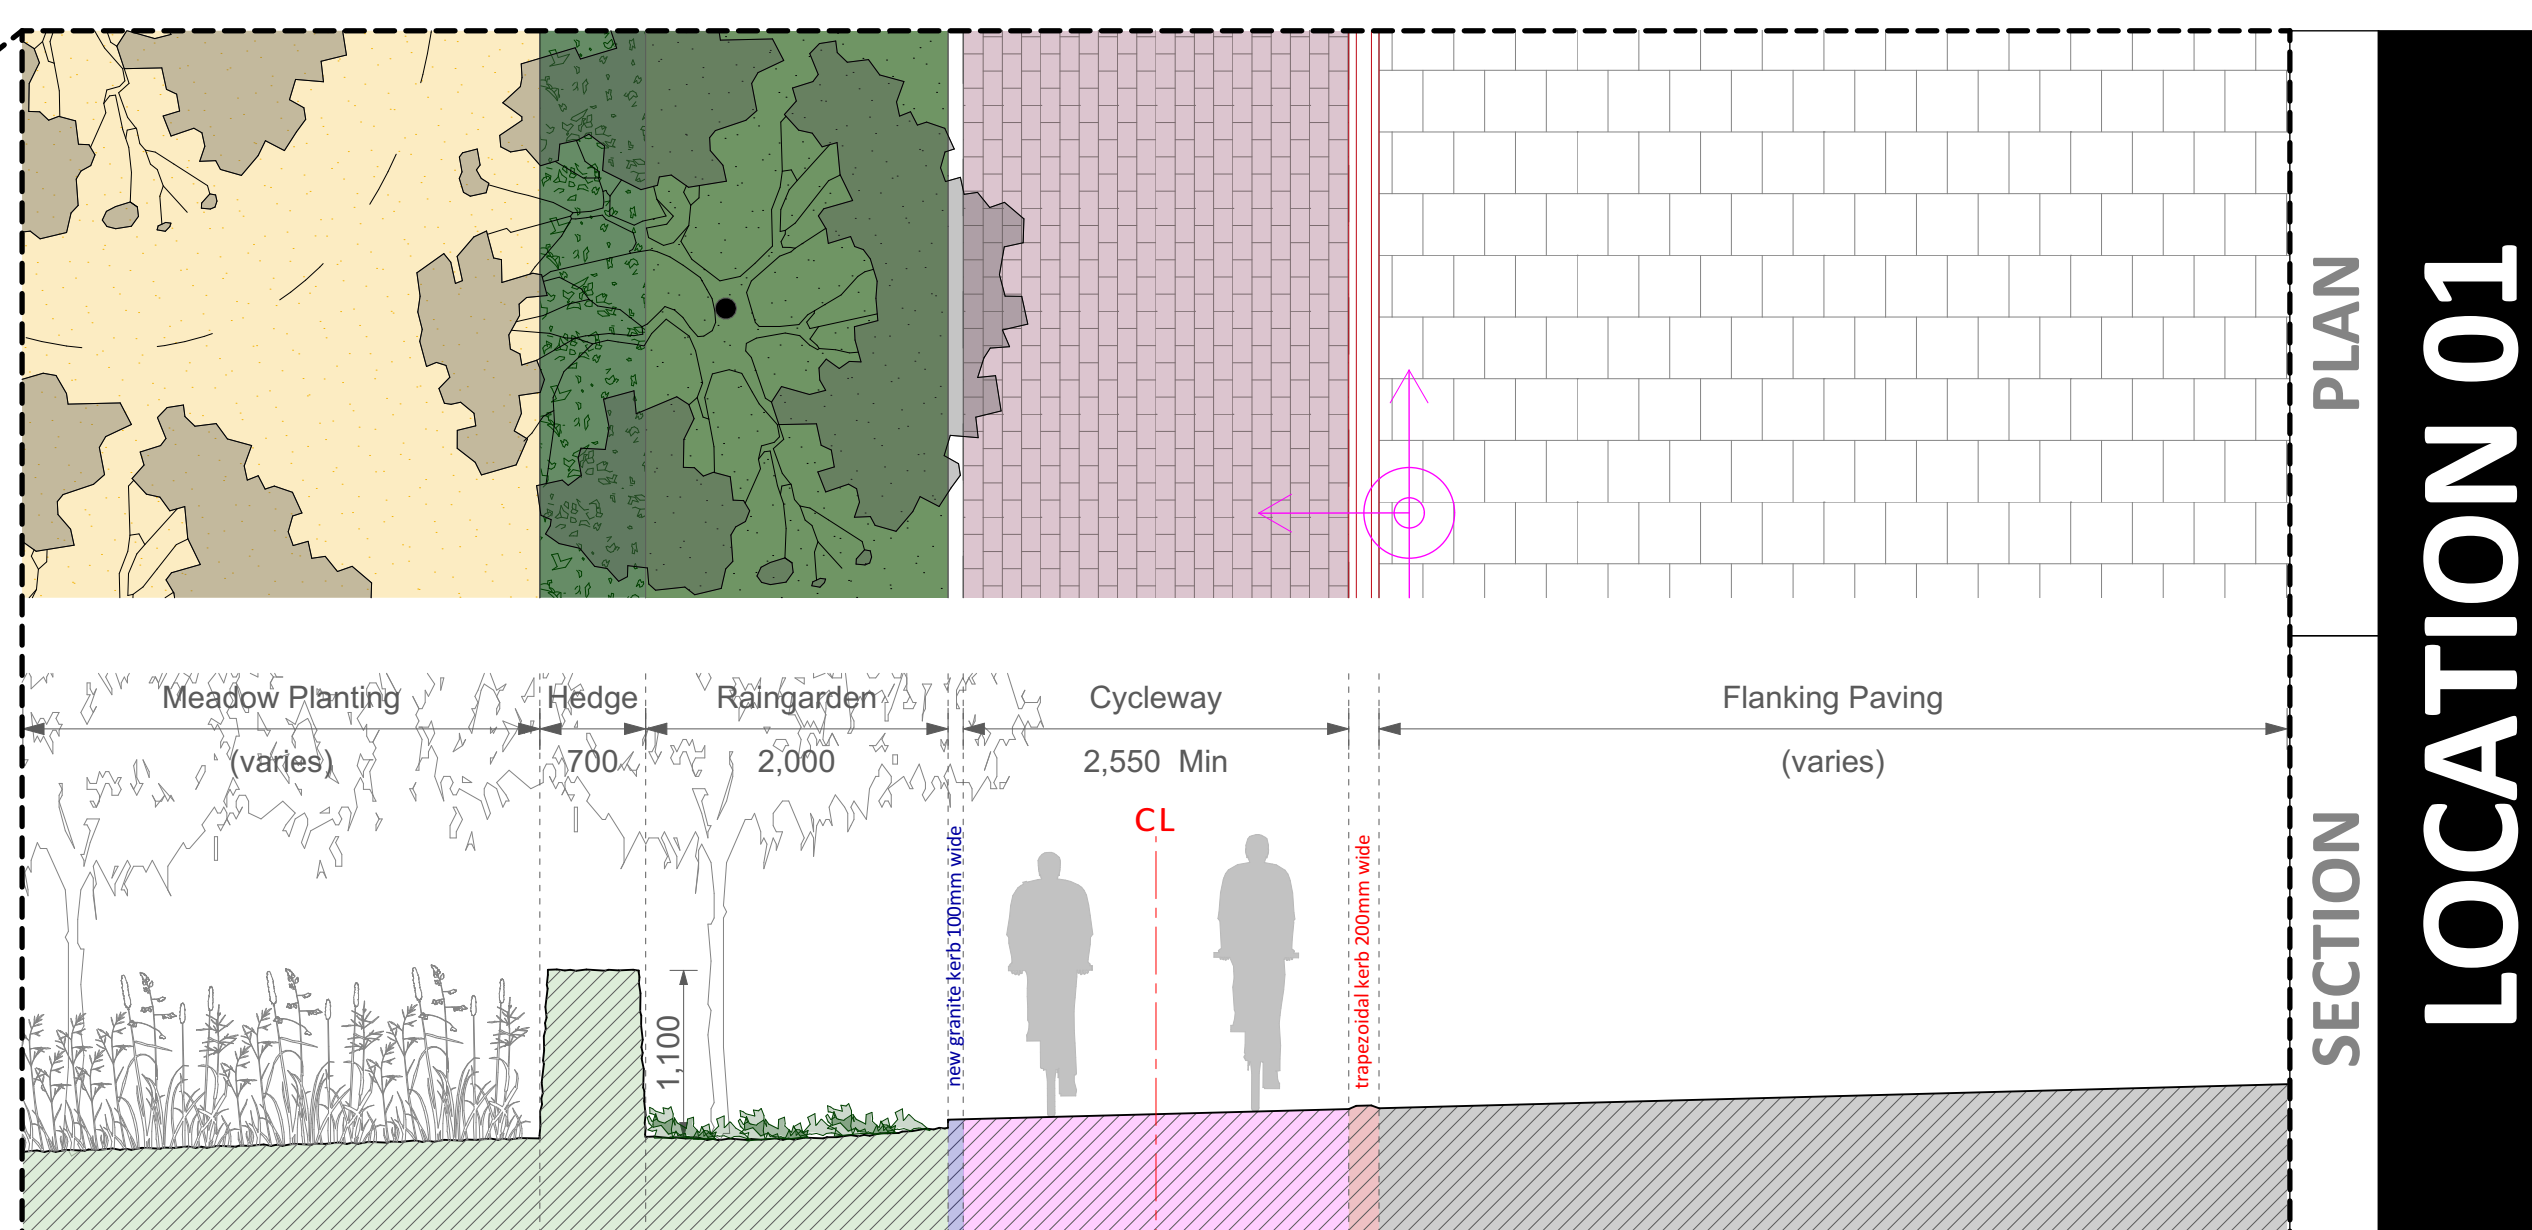 PLAN
LOCATION 01
Meadow Planting
(varies)
Hedge
700
Raingarden
2,000
Cycleway
2,550 Min
Flanking Paving
(varies)
CL
new granite kerb 100mm wide
trapezoidal kerb 200mm wide
1,100
SECTION